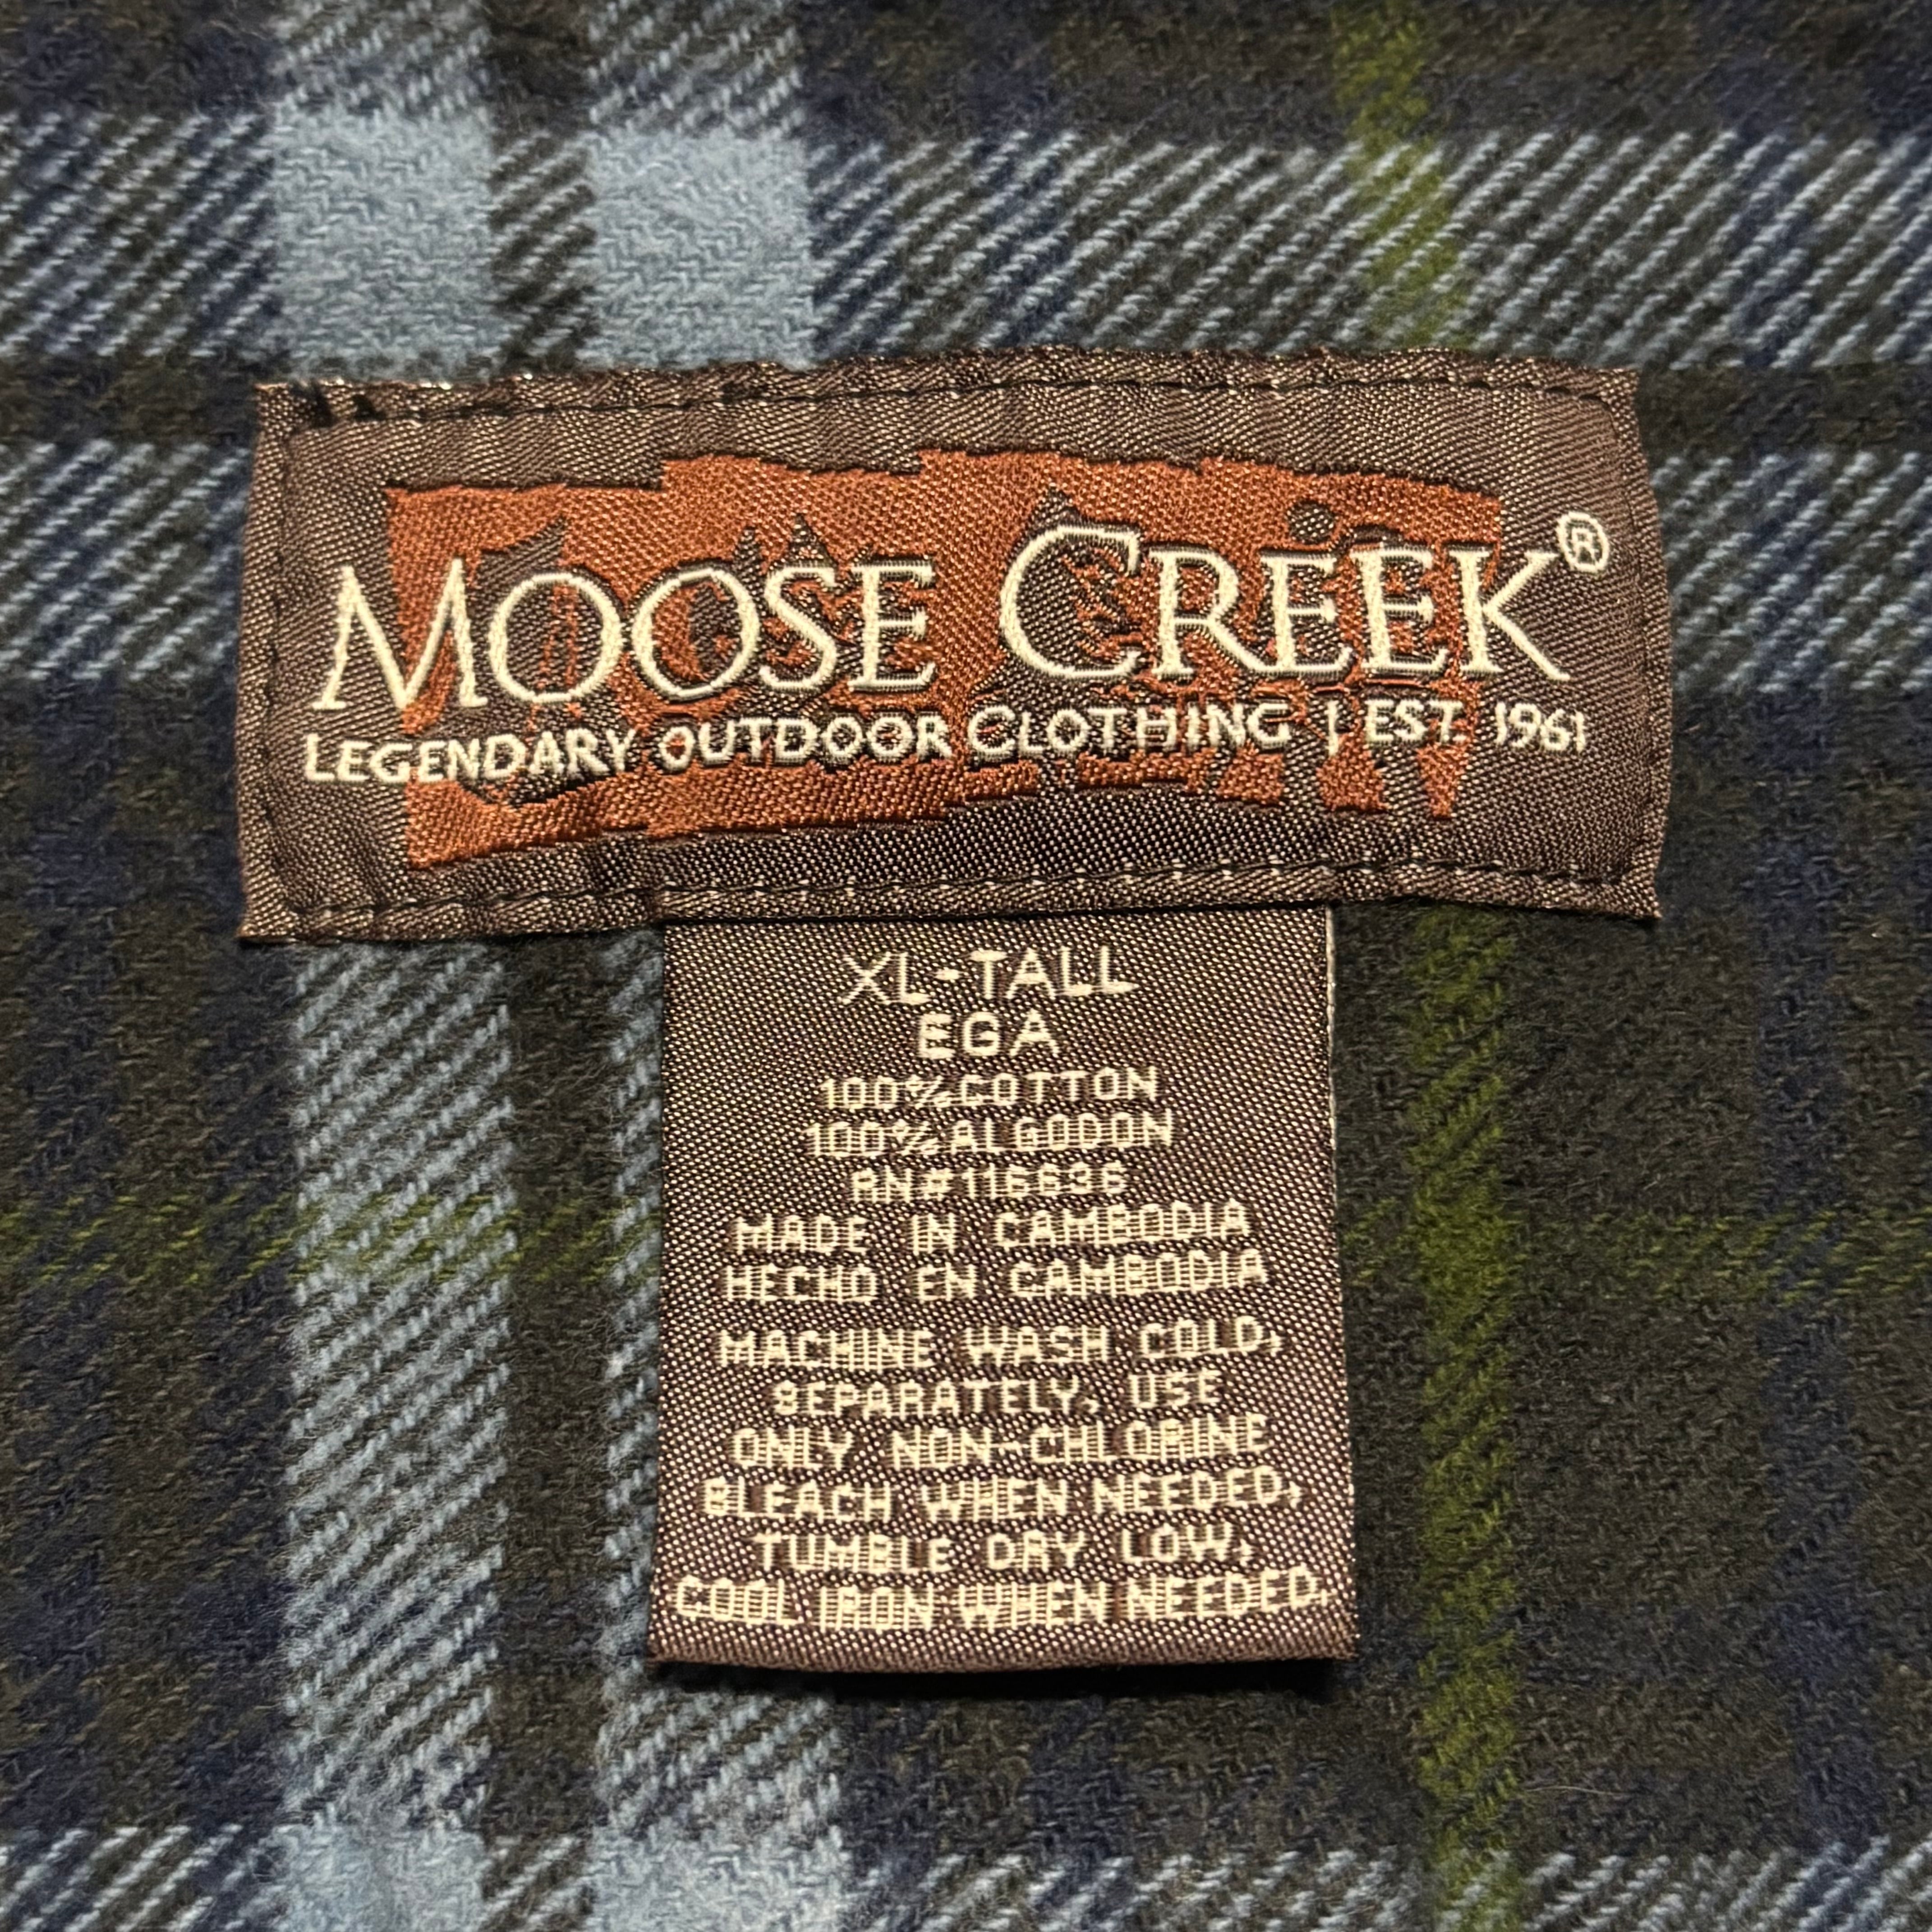 MOOSE CREEK®
LEGENDARY OUTDOOR CLOTHING | EST. 1961
XL-TALL
EGA
100% COTTON
100% ALGODON
RN#116636
MADE IN CAMBODIA
HECHO EN CAMBODIA
MACHINE WASH COLD,
SEPARATELY, USE
ONLY NON-CHLORINE
BLEACH WHEN NEEDED,
TUMBLE DRY LOW,
COOL IRON WHEN NEEDED.